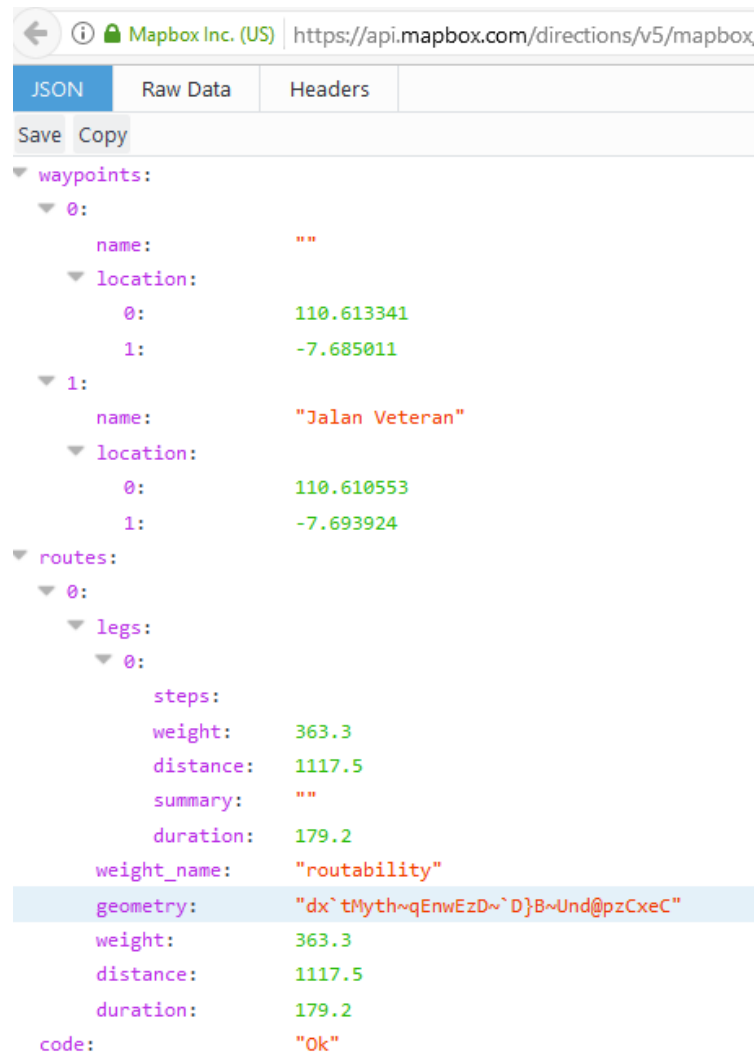 Mapbox Inc. (US) https://api.mapbox.com/directions/v5/mapbox/
JSON Raw Data Headers
Save Copy
waypoints:
0:
name: ""
location:
0: 110.613341
1: -7.685011
1:
name: "Jalan Veteran"
location:
0: 110.610553
1: -7.693924
routes:
0:
legs:
0:
steps:
weight: 363.3
distance: 1117.5
summary: ""
duration: 179.2
weight_name: "routability"
geometry: "dx`tMyth~qEnwEzD~`D}B~Und@pzCxeC"
weight: 363.3
distance: 1117.5
duration: 179.2
code: "Ok"